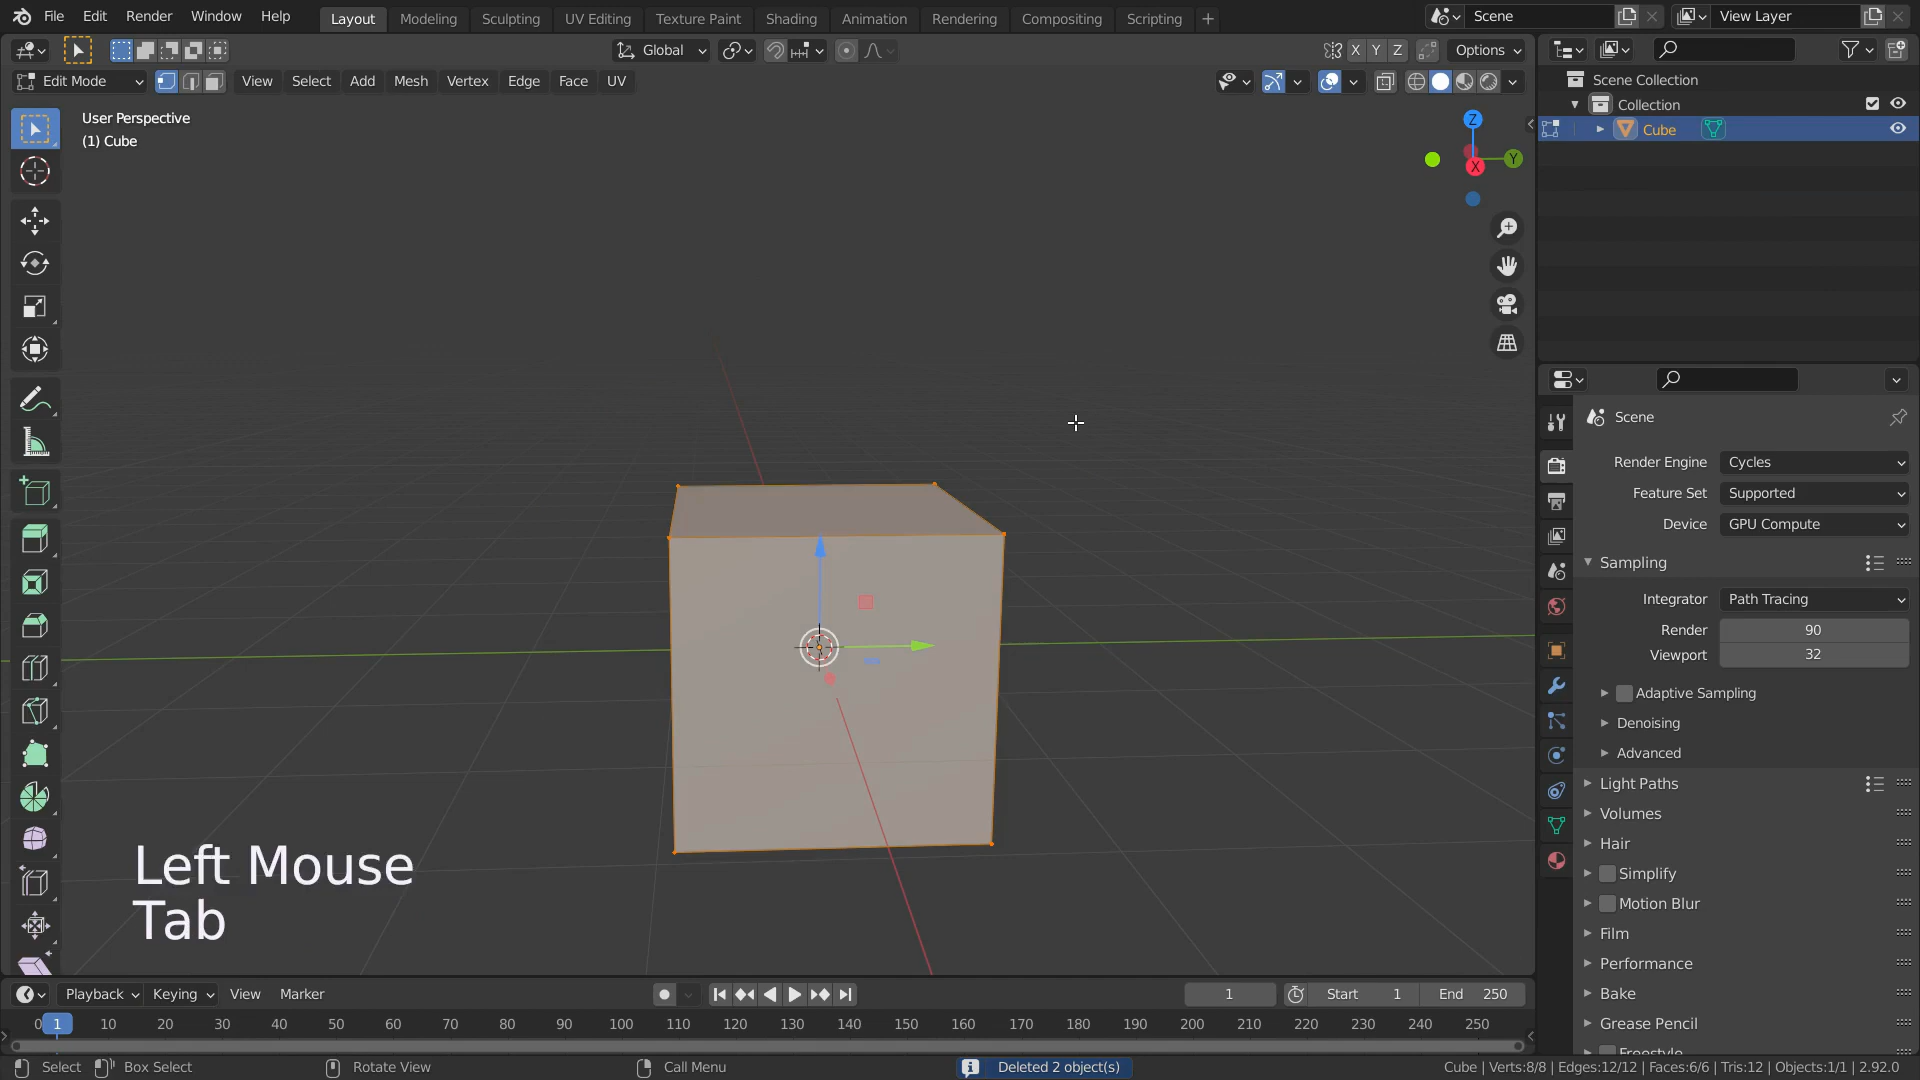 File Edit Render Window Help Layout Modeling Sculpting UV Editing Texture Paint Shading Animation Rendering Compositing Scripting + Scene View Layer
Global X Y Z Options
Edit Mode View Select Add Mesh Vertex Edge Face UV
Scene Collection
Collection
Cube
User Perspective
(1) Cube
Z
Y
X
Scene
Render Engine Cycles
Feature Set Supported
Device GPU Compute
Sampling
Integrator Path Tracing
Render 90
Viewport 32
Adaptive Sampling
Denoising
Advanced
Light Paths
Volumes
Hair
Simplify
Motion Blur
Film
Performance
Bake
Grease Pencil
Freestyle
Left Mouse
Tab
Playback Keying View Marker 1 Start 1 End 250
0 1 10 20 30 40 50 60 70 80 90 100 110 120 130 140 150 160 170 180 190 200 210 220 230 240 250
Select Box Select Rotate View Call Menu Deleted 2 object(s) Cube | Verts:8/8 | Edges:12/12 | Faces:6/6 | Tris:12 | Objects:1/1 | 2.92.0